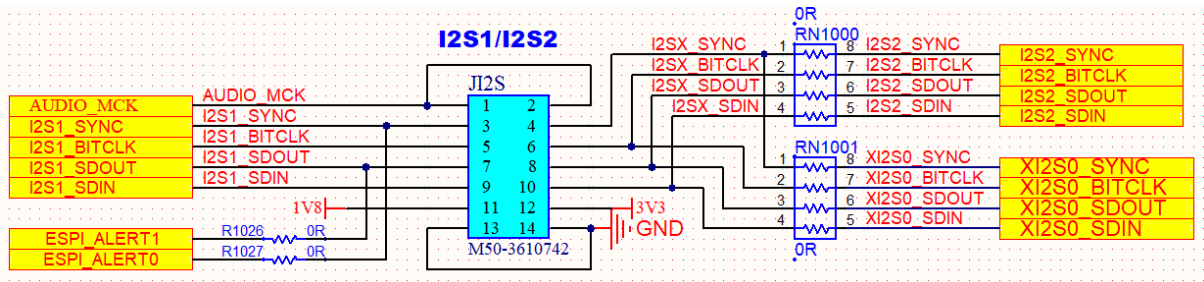 0R
I2S1/I2S2
RN1000
I2SX_SYNC 1 8 I2S2_SYNC I2S2_SYNC
I2SX_BITCLK 2 7 I2S2_BITCLK I2S2_BITCLK
JI2S
I2SX_SDOUT 3 6 I2S2_SDOUT I2S2_SDOUT
AUDIO_MCK AUDIO_MCK 1 2 I2SX_SDIN 4 5 I2S2_SDIN I2S2_SDIN
I2S1_SYNC I2S1_SYNC 3 4
I2S1_BITCLK I2S1_BITCLK 5 6 RN1001
I2S1_SDOUT I2S1_SDOUT 7 8 1 8 XI2S0_SYNC XI2S0_SYNC
I2S1_SDIN I2S1_SDIN 9 10 2 7 XI2S0_BITCLK XI2S0_BITCLK
1V8 11 12 3V3 3 6 XI2S0_SDOUT XI2S0_SDOUT
13 14 GND 4 5 XI2S0_SDIN XI2S0_SDIN
ESPI_ALERT1 R1026 0R
ESPI_ALERT0 R1027 0R M50-3610742 0R